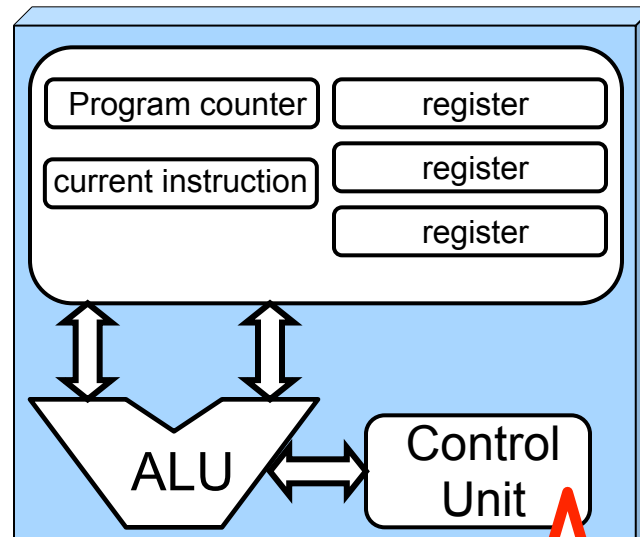 Program counter
register
current instruction
register
register
ALU
Control
Unit